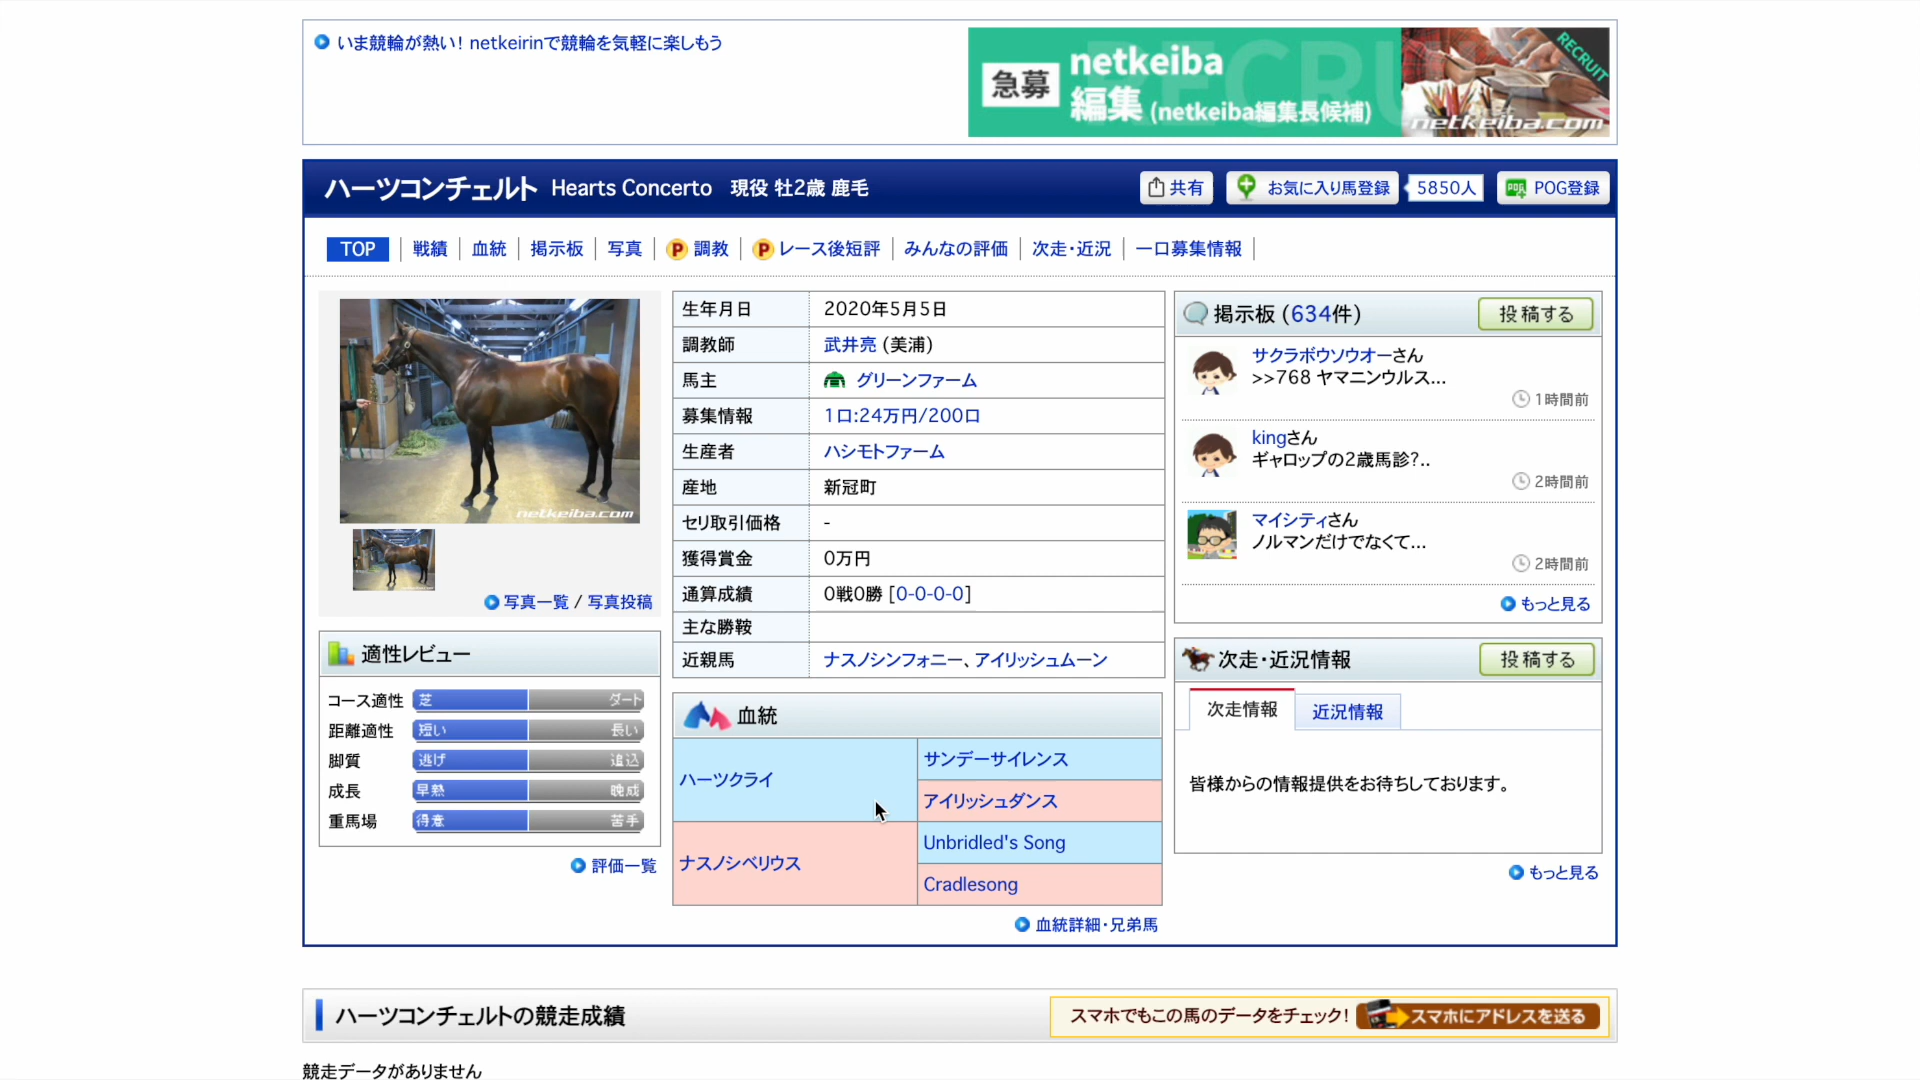 いま競輪が熱い! netkeirinで競輪を気軽に楽しもう
急募
netkeiba
編集 (netkeiba編集長候補)
RECRUIT
netkeiba.com
ハーツコンチェルト Hearts Concerto 現役 牡2歳 鹿毛
共有
お気に入り馬登録
5850人
POG登録
TOP
戦績
血統
掲示板
写真
P 調教
P レース後短評
みんなの評価
次走・近況
一口募集情報
netkeiba.com
写真一覧 / 写真投稿
適性レビュー
コース適性 芝 ダート
距離適性 短い 長い
脚質 逃げ 追込
成長 早熟 晩成
重馬場 得意 苦手
評価一覧
生年月日 2020年5月5日
調教師 武井亮 (美浦)
馬主 グリーンファーム
募集情報 1口:24万円/200口
生産者 ハシモトファーム
産地 新冠町
セリ取引価格 -
獲得賞金 0万円
通算成績 0戦0勝 [0-0-0-0]
主な勝鞍
近親馬 ナスノシンフォニー、アイリッシュムーン
血統
ハーツクライ
サンデーサイレンス
アイリッシュダンス
ナスノシベリウス
Unbridled's Song
Cradlesong
血統詳細・兄弟馬
掲示板 (634件)
投稿する
サクラボウソウオーさん
>>768 ヤマニンウルス...
1時間前
kingさん
ギャロップの2歳馬診?..
2時間前
マイシティさん
ノルマンだけでなくて...
2時間前
もっと見る
次走・近況情報
投稿する
次走情報
近況情報
皆様からの情報提供をお待ちしております。
もっと見る
ハーツコンチェルトの競走成績
スマホでもこの馬のデータをチェック!
スマホにアドレスを送る
競走データがありません